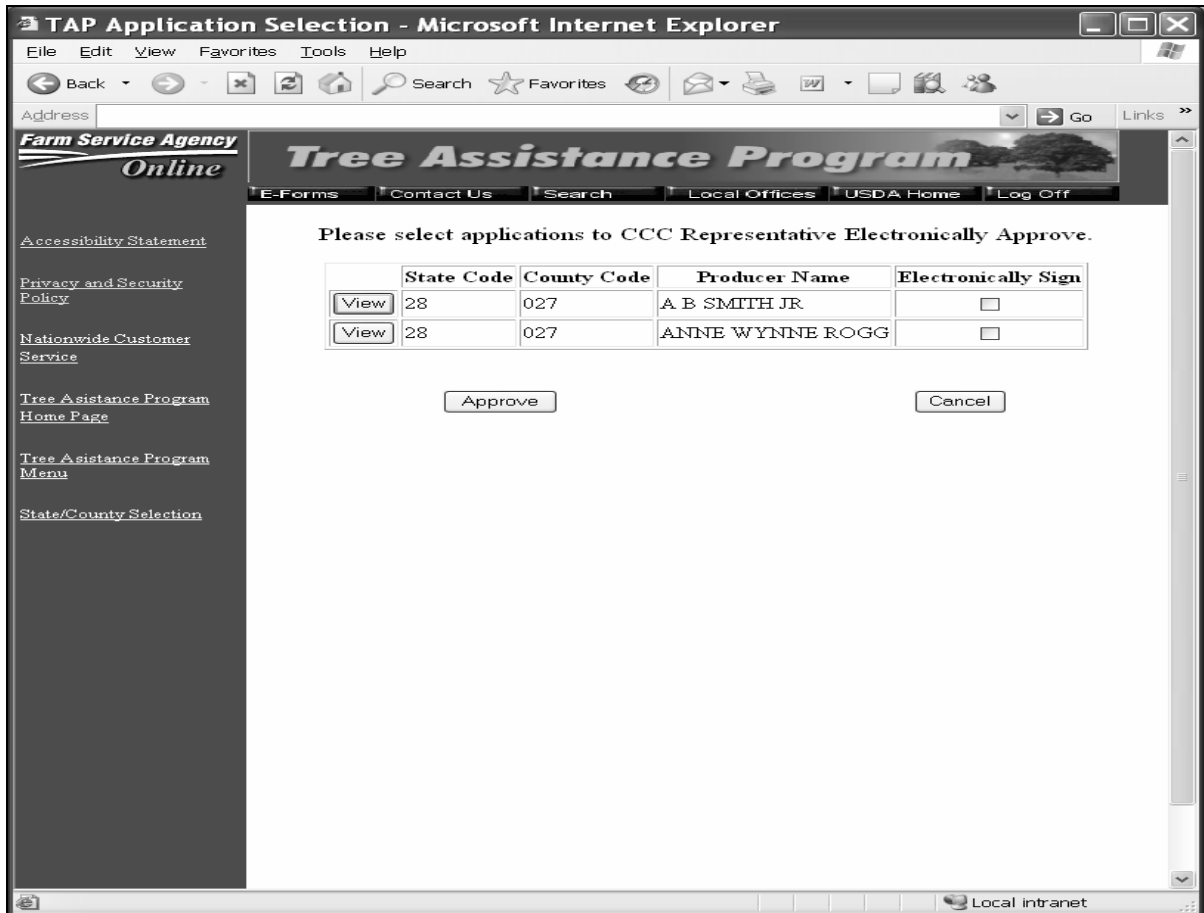 TAP Application Selection - Microsoft Internet Explorer
File Edit View Favorites Tools Help
Back Search Favorites
Address Go Links »
Farm Service Agency
Online
Tree Assistance Program
E-Forms Contact Us Search Local Offices USDA Home Log Off
Accessibility Statement
Privacy and Security
Policy
Nationwide Customer
Service
Tree Asistance Program
Home Page
Tree Asistance Program
Menu
State/County Selection
Please select applications to CCC Representative Electronically Approve.
State Code County Code Producer Name Electronically Sign
View 28 027 A B SMITH JR
View 28 027 ANNE WYNNE ROGG
Approve Cancel
Local intranet